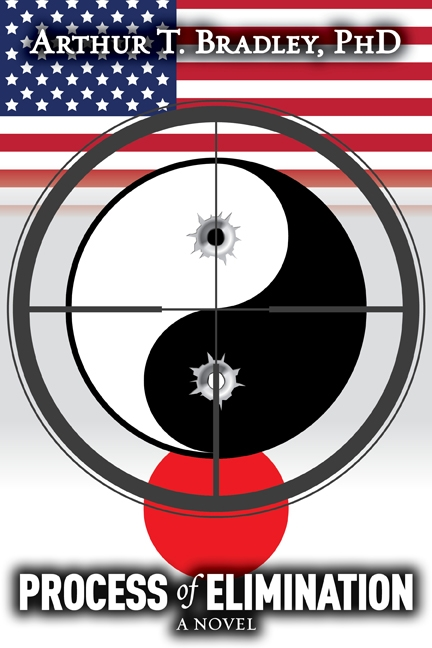 Arthur T. Bradley, PhD
PROCESS of ELIMINATION
A NOVEL